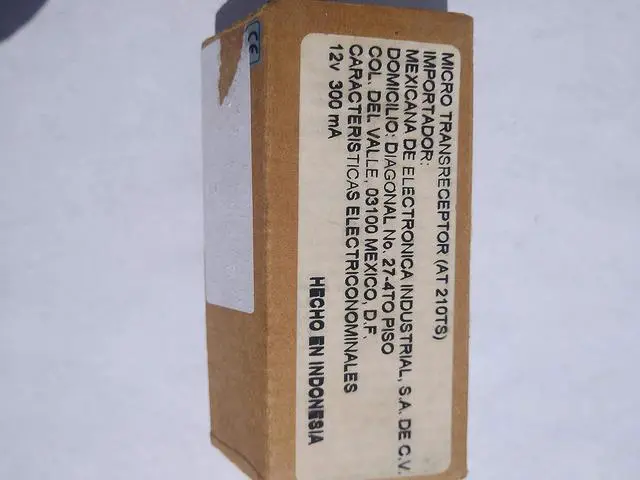 MICRO TRANSRECEPTOR (AT 210TS)
IMPORTADOR:
MEXICANA DE ELECTRONICA INDUSTRIAL, S.A. DE C.V.
DOMICILIO: DIAGONAL No. 27-4TO PISO
COL. DEL VALLE, 03100 MEXICO, D.F.
CARACTERISTICAS ELECTRICONOMINALES
12v 300 mA
HECHO EN INDONESIA
CE